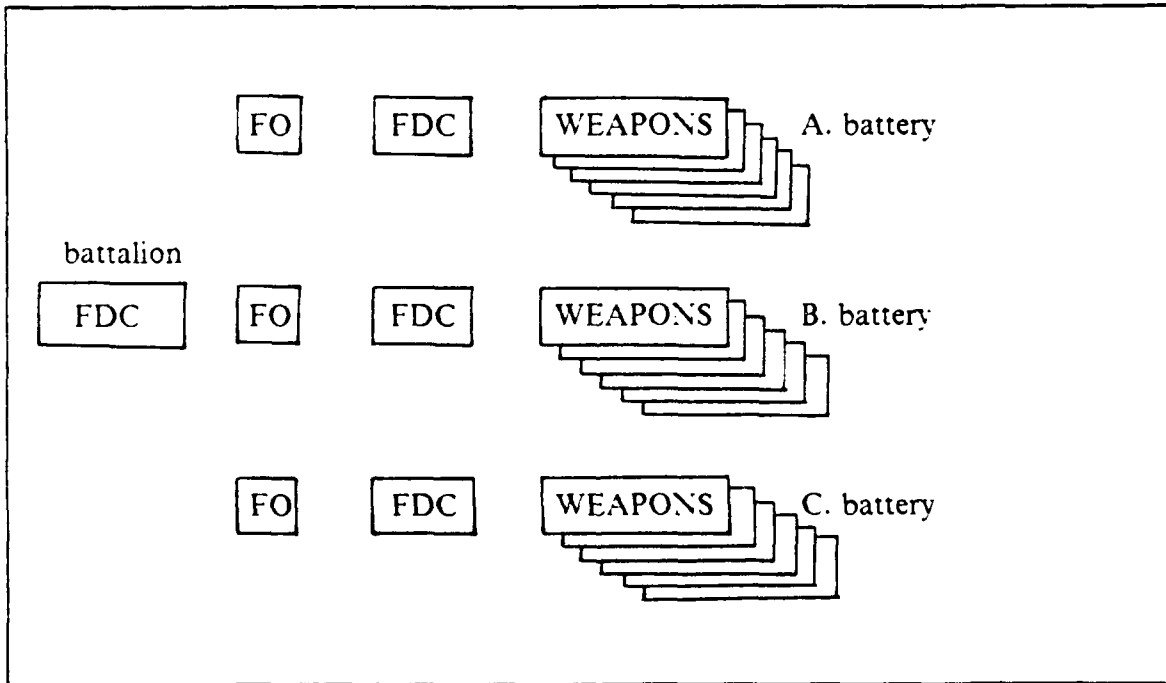 FO FDC WEAPONS A. battery
battalion
FDC FO FDC WEAPONS B. battery
FO FDC WEAPONS C. battery